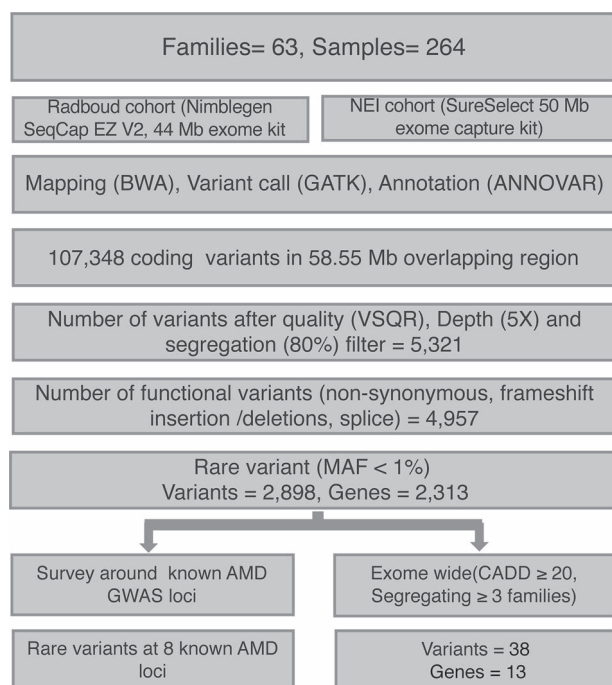 Families= 63, Samples= 264
Radboud cohort (Nimblegen
SeqCap EZ V2, 44 Mb exome kit
NEI cohort (SureSelect 50 Mb
exome capture kit)
Mapping (BWA), Variant call (GATK), Annotation (ANNOVAR)
107,348 coding variants in 58.55 Mb overlapping region
Number of variants after quality (VSQR), Depth (5X) and
segregation (80%) filter = 5,321
Number of functional variants (non-synonymous, frameshift
insertion /deletions, splice) = 4,957
Rare variant (MAF < 1%)
Variants = 2,898, Genes = 2,313
Survey around known AMD
GWAS loci
Exome wide(CADD ≥ 20,
Segregating ≥ 3 families)
Rare variants at 8 known AMD
loci
Variants = 38
Genes = 13